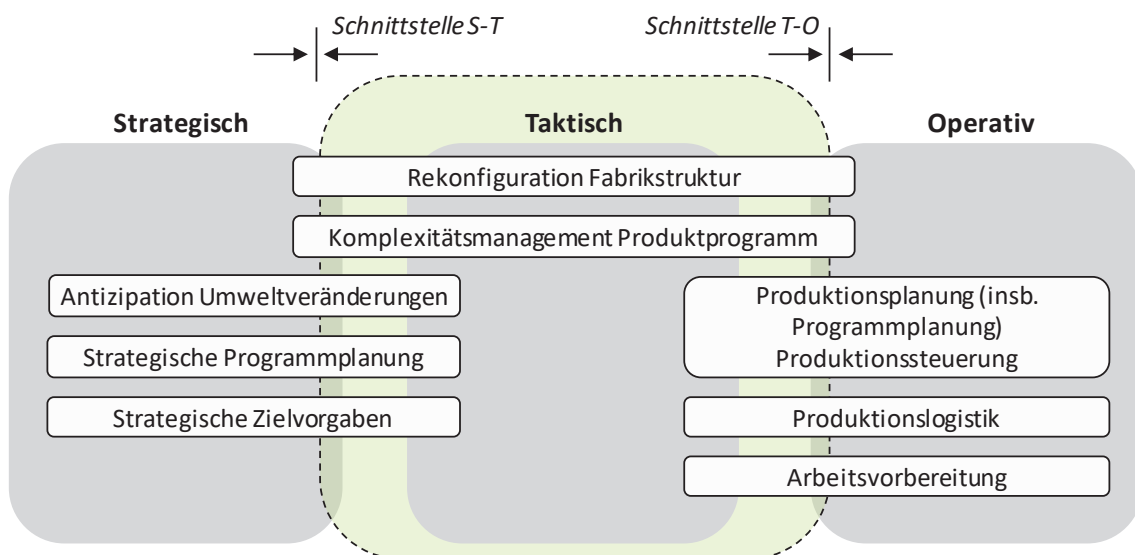 Schnittstelle S-T
Schnittstelle T-O
Strategisch
Taktisch
Operativ
Rekonfiguration Fabrikstruktur
Komplexitätsmanagement Produktprogramm
Antizipation Umweltveränderungen
Strategische Programmplanung
Strategische Zielvorgaben
Produktionsplanung (insb.
Programmplanung)
Produktionssteuerung
Produktionslogistik
Arbeitsvorbereitung